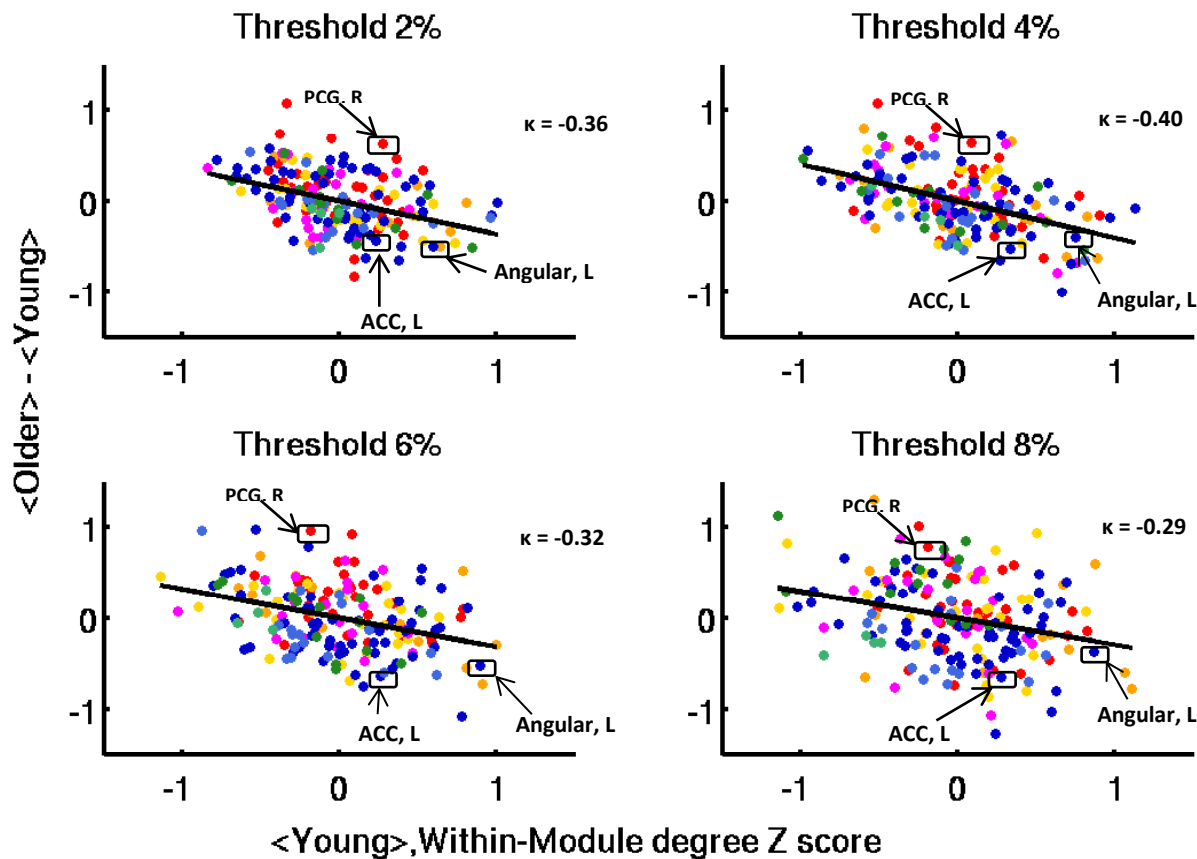 Threshold 2%
PCG, R
κ = -0.36
Angular, L
ACC, L
1
0
-1
-1
0
1
Threshold 4%
PCG, R
κ = -0.40
ACC, L
Angular, L
1
0
-1
-1
0
1
Threshold 6%
PCG, R
κ = -0.32
ACC, L
Angular, L
1
0
-1
-1
0
1
Threshold 8%
PCG, R
κ = -0.29
ACC, L
Angular, L
1
0
-1
-1
0
1
<Older> - <Young>
<Young>,Within-Module degree Z score